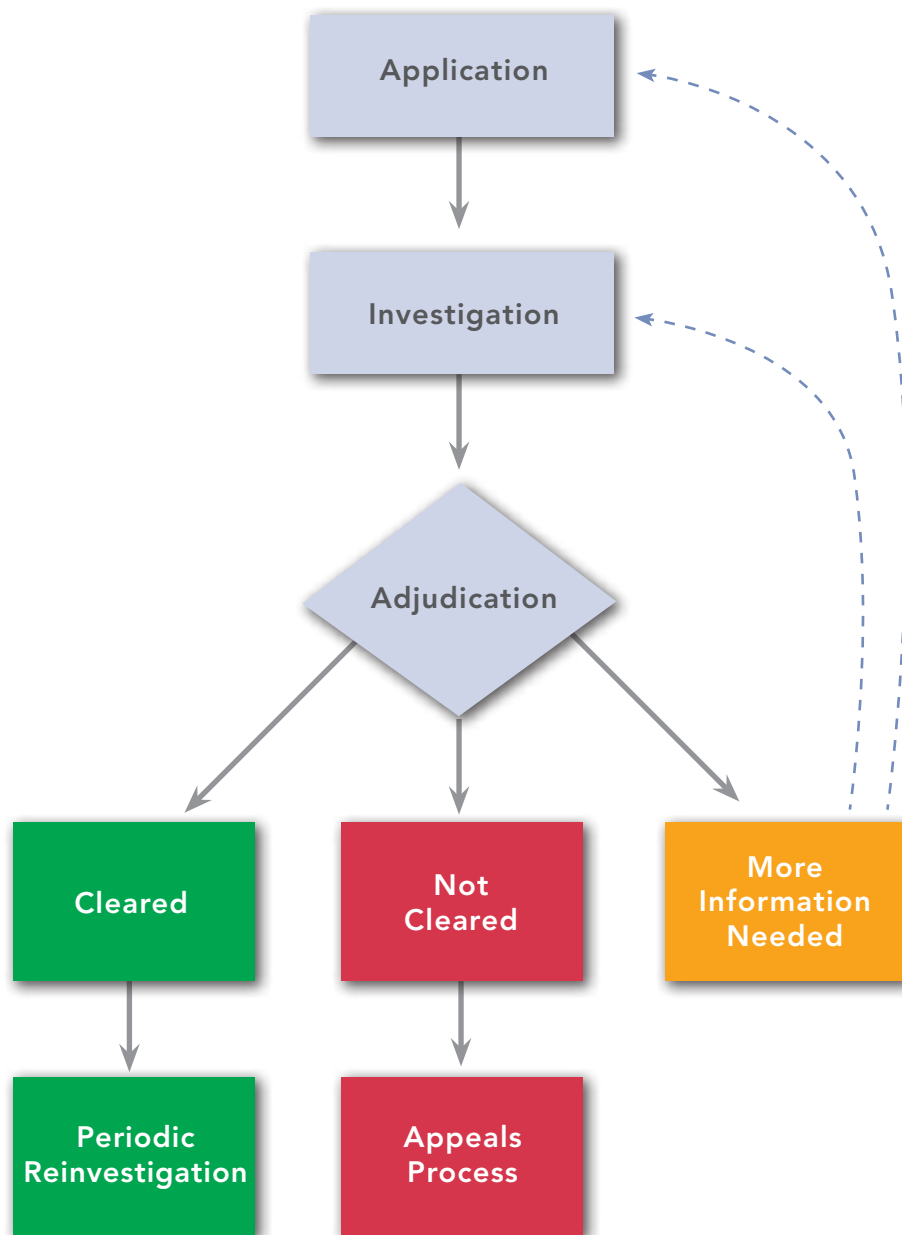 Application
Investigation
Adjudication
Cleared
Not
Cleared
More
Information
Needed
Periodic
Reinvestigation
Appeals
Process